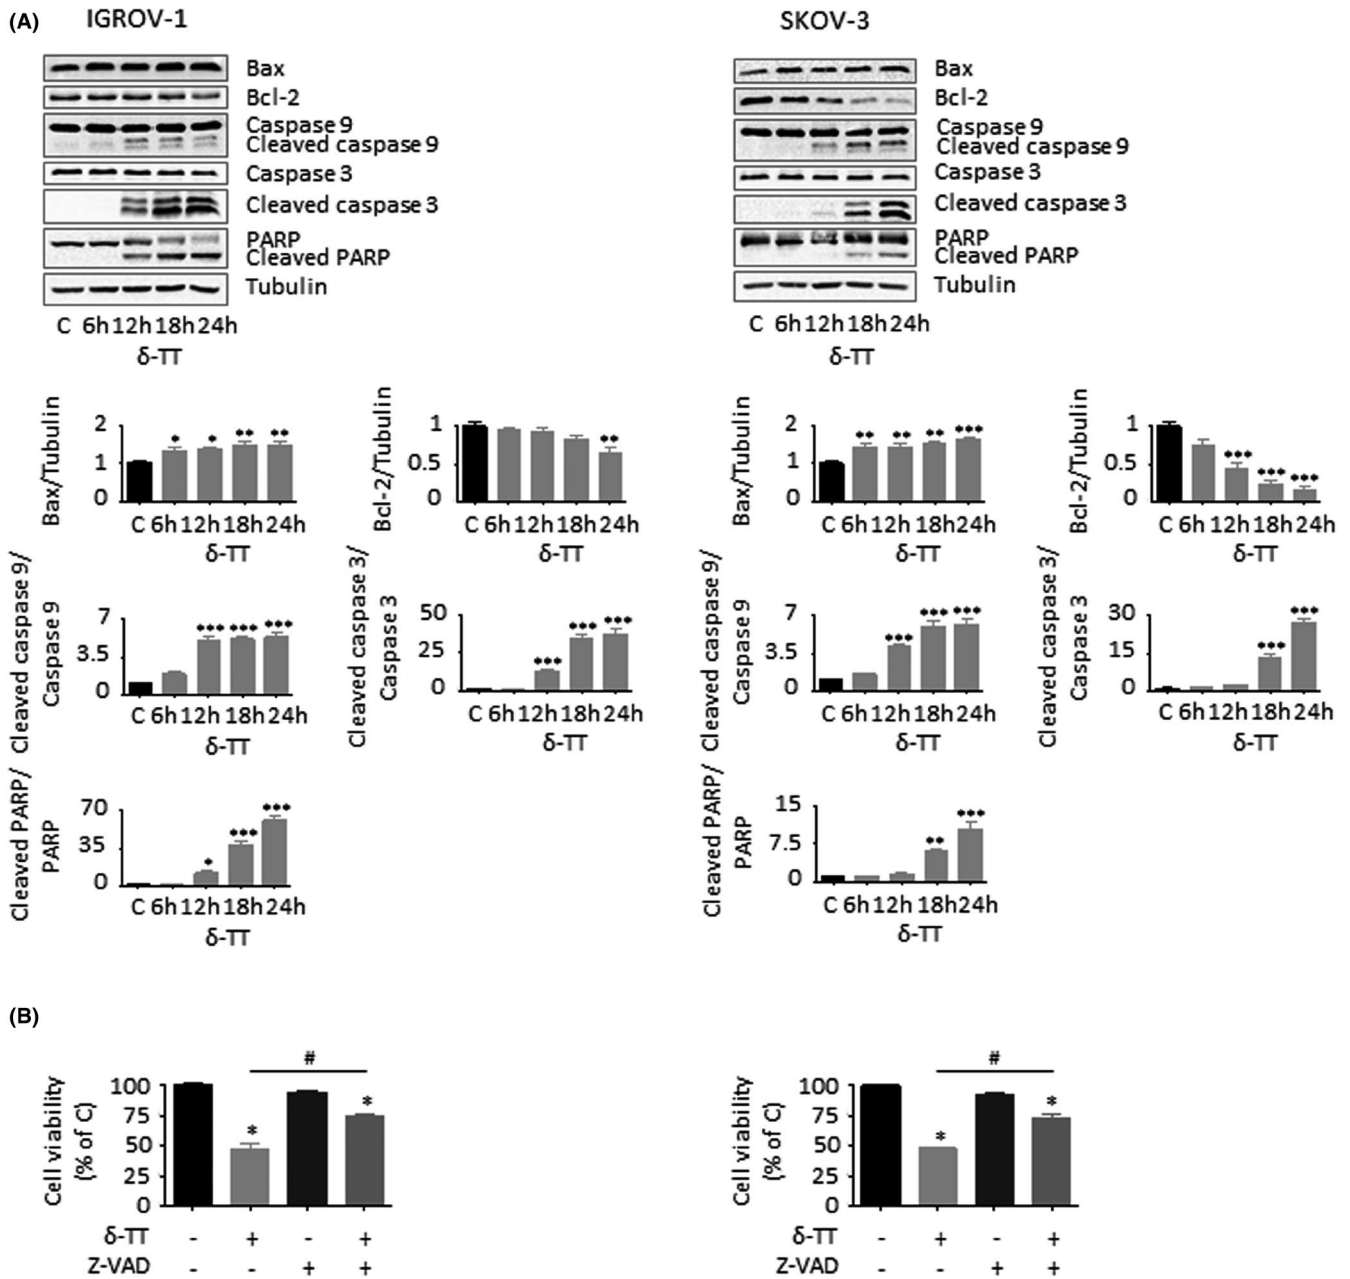 (A)
IGROV-1
Bax
Bcl-2
Caspase 9
Cleaved caspase 9
Caspase 3
Cleaved caspase 3
PARP
Cleaved PARP
Tubulin
C 6h 12h 18h 24h
δ-TT
SKOV-3
Bax
Bcl-2
Caspase 9
Cleaved caspase 9
Caspase 3
Cleaved caspase 3
PARP
Cleaved PARP
Tubulin
C 6h 12h 18h 24h
δ-TT
Bax/Tubulin
2
1
0
* * ** **
C 6h 12h 18h 24h
δ-TT
Bcl-2/Tubulin
1
0.5
0
**
C 6h 12h 18h 24h
δ-TT
Bax/Tubulin
2
1
0
** ** ** ***
C 6h 12h 18h 24h
δ-TT
Bcl-2/Tubulin
1
0.5
0
*** *** ***
C 6h 12h 18h 24h
δ-TT
Cleaved caspase 9/
Caspase 9
7
3.5
0
*** *** ***
C 6h 12h 18h 24h
δ-TT
Cleaved caspase 3/
Caspase 3
50
25
0
*** *** ***
C 6h 12h 18h 24h
δ-TT
Cleaved caspase 9/
Caspase 9
7
3.5
0
*** *** ***
C 6h 12h 18h 24h
δ-TT
Cleaved caspase 3/
Caspase 3
30
15
0
*** ***
C 6h 12h 18h 24h
δ-TT
Cleaved PARP/
PARP
70
35
0
* *** ***
C 6h 12h 18h 24h
δ-TT
Cleaved PARP/
PARP
15
7.5
0
** ***
C 6h 12h 18h 24h
δ-TT
(B)
Cell viability
(% of C)
100
75
50
25
0
#
* *
δ-TT - + - +
Z-VAD - - + +
Cell viability
(% of C)
100
75
50
25
0
#
* *
δ-TT - + - +
Z-VAD - - + +